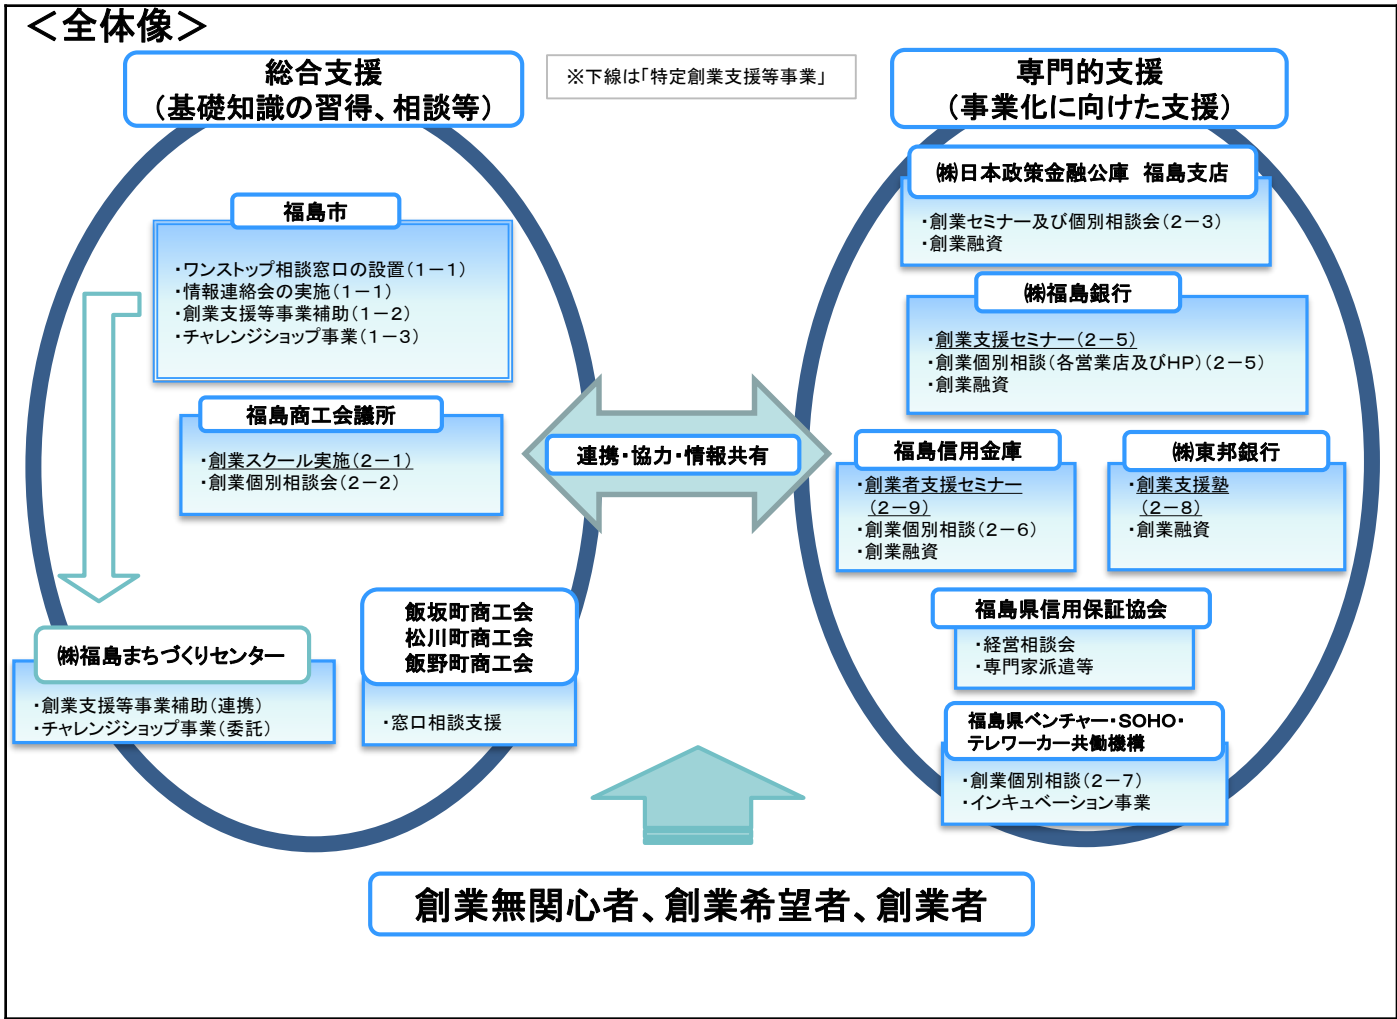 ＜全体像＞
総合支援
（基礎知識の習得、相談等）
※下線は「特定創業支援等事業」
専門的支援
（事業化に向けた支援）
福島市
・ワンストップ相談窓口の設置（１－１）
・情報連絡会の実施（１－１）
・創業支援等事業補助（１－２）
・チャレンジショップ事業（１－３）
福島商工会議所
・創業スクール実施（２－１）
・創業個別相談会（２－２）
㈱福島まちづくりセンター
・創業支援等事業補助（連携）
・チャレンジショップ事業（委託）
飯坂町商工会
松川町商工会
飯野町商工会
・窓口相談支援
連携・協力・情報共有
㈱日本政策金融公庫　福島支店
・創業セミナー及び個別相談会（２－３）
・創業融資
㈱福島銀行
・創業支援セミナー（２－５）
・創業個別相談（各営業店及びHP）（２－５）
・創業融資
福島信用金庫
・創業者支援セミナー
（２－９）
・創業個別相談（２－６）
・創業融資
㈱東邦銀行
・創業支援塾
（２－８）
・創業融資
福島県信用保証協会
・経営相談会
・専門家派遣等
福島県ベンチャー・SOHO・
テレワーカー共働機構
・創業個別相談（２－７）
・インキュベーション事業
創業無関心者、創業希望者、創業者